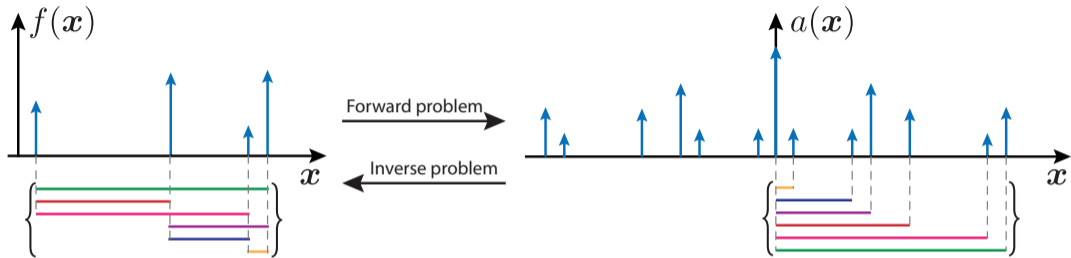 f(x)
a(x)
Forward problem
Inverse problem
x
x